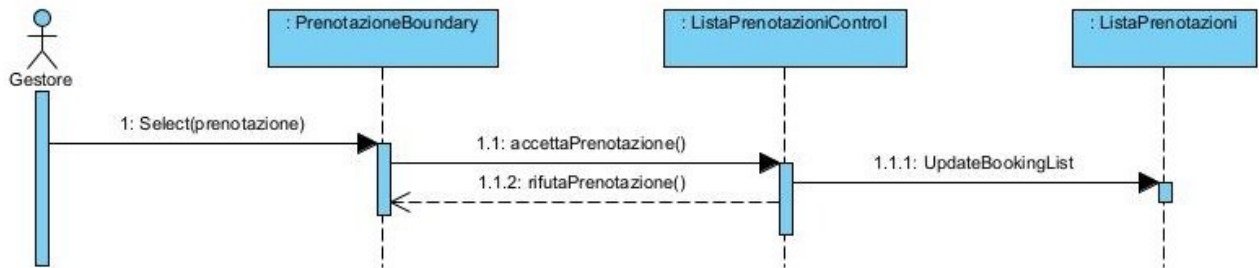 : PrenotazioneBoundary
: ListaPrenotazioniControl
: ListaPrenotazioni
Gestore
1: Select(prenotazione)
1.1: accettaPrenotazione()
1.1.1: UpdateBookingList
1.1.2: rifutaPrenotazione()